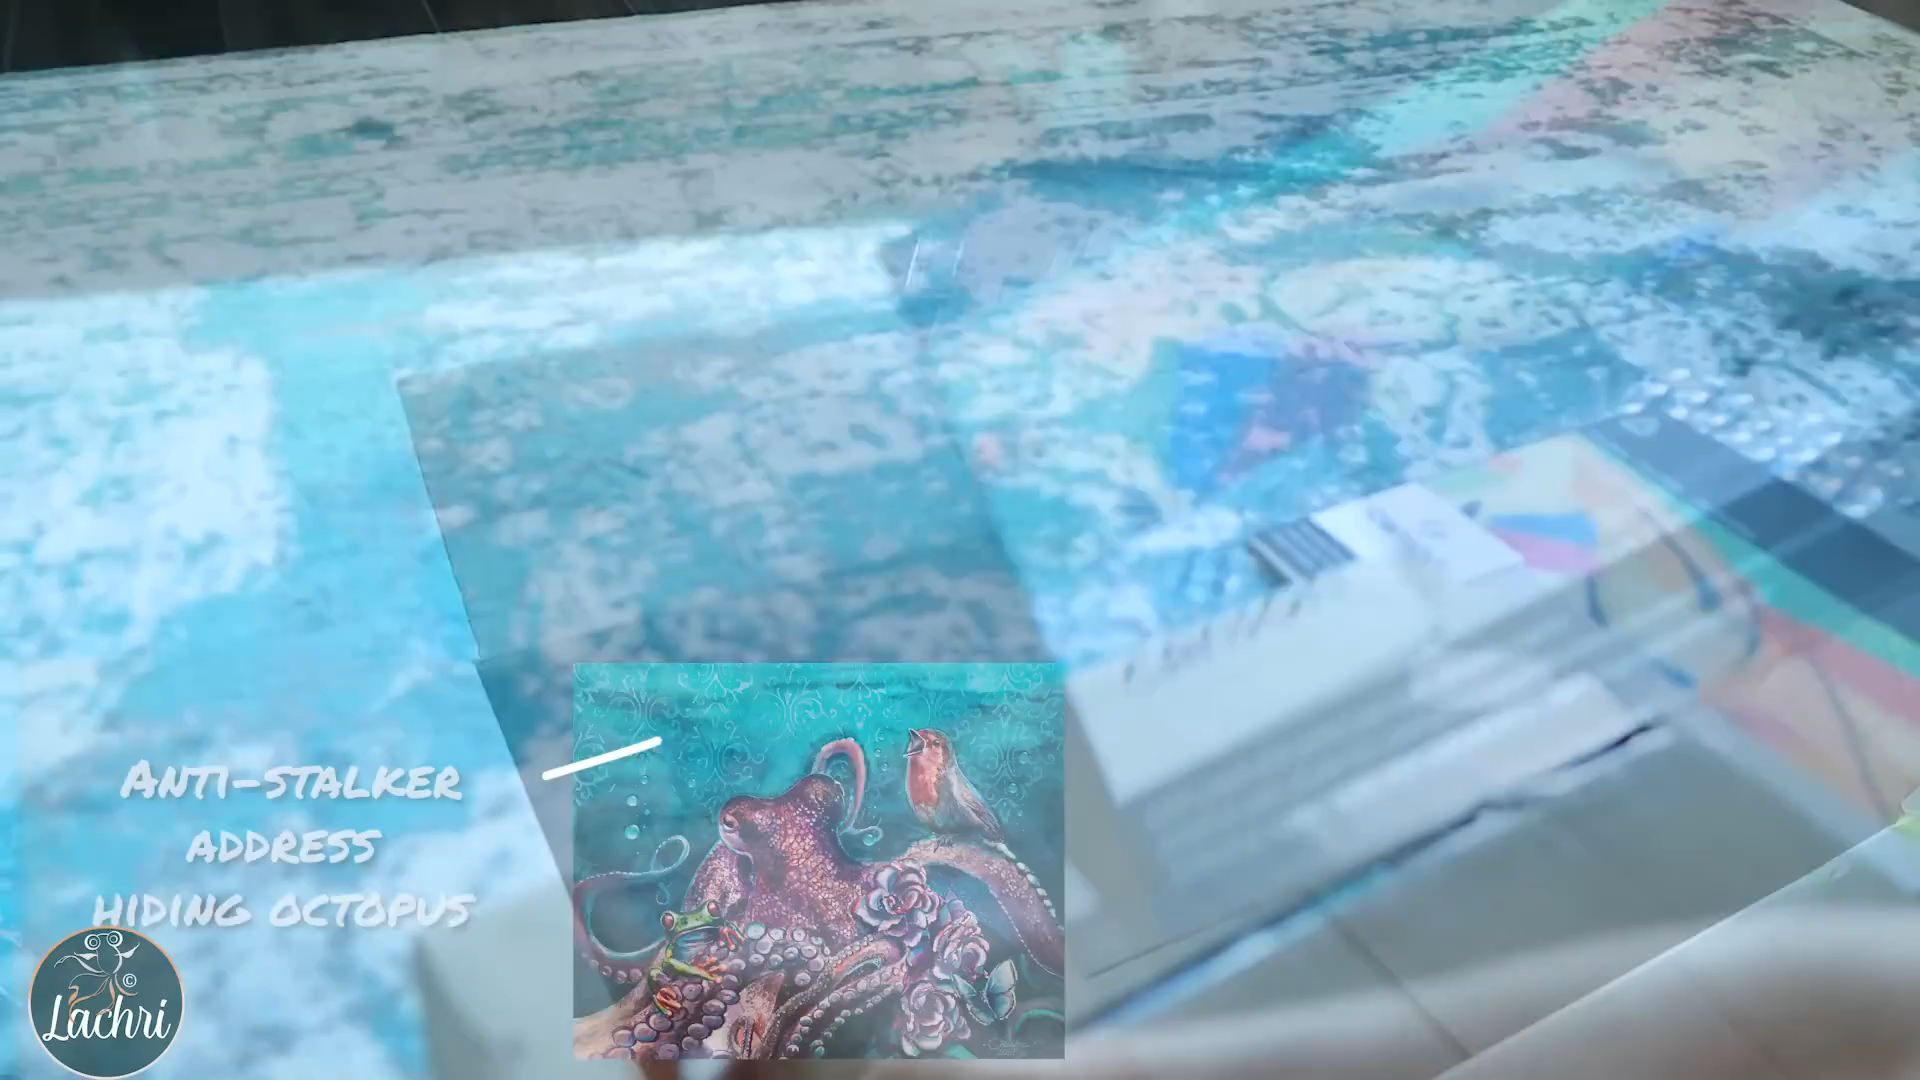 Anti-stalker
address
hiding octopus
©
Lachri